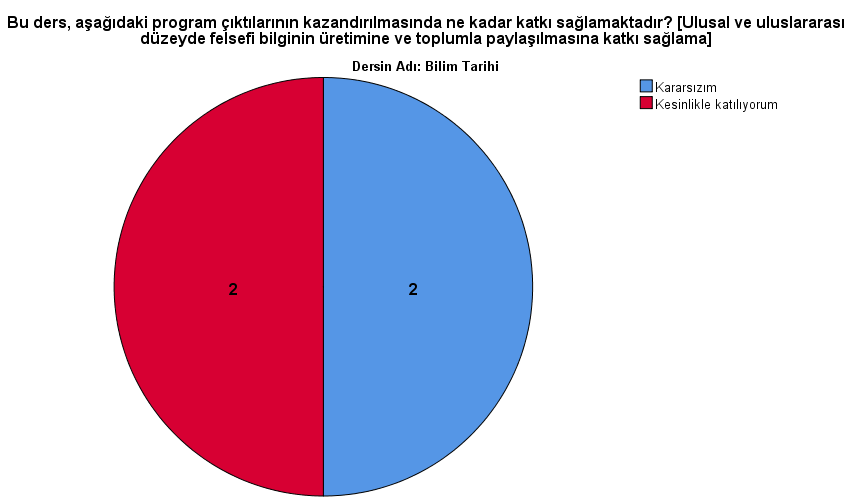 Bu ders, aşağıdaki program çıktılarının kazandırılmasında ne kadar katkı sağlamaktadır? [Ulusal ve uluslararası
düzeyde felsefi bilginin üretimine ve toplumla paylaşılmasına katkı sağlama]
Dersin Adı: Bilim Tarihi
Kararsızım
Kesinlikle katılıyorum
2
2